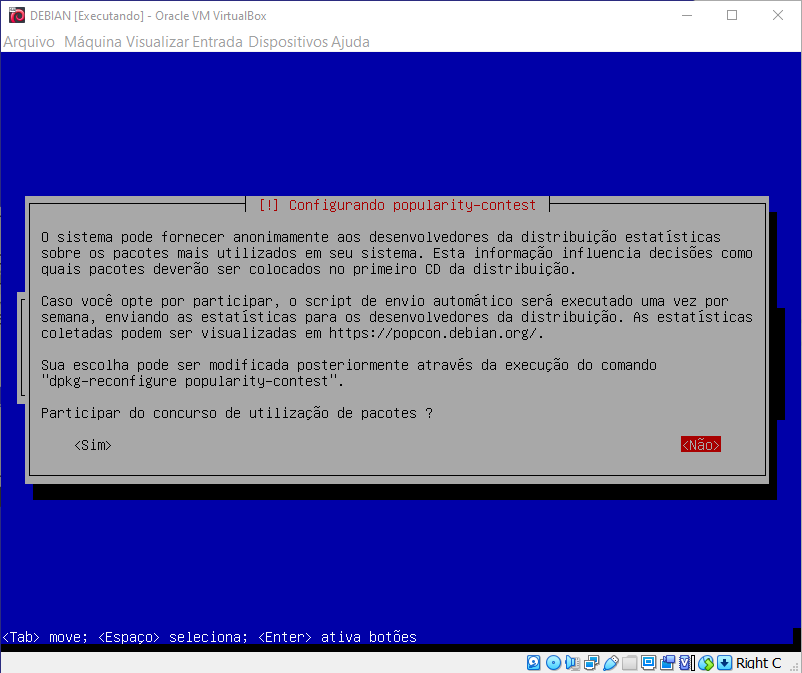 DEBIAN [Executando] - Oracle VM VirtualBox
Arquivo Máquina Visualizar Entrada Dispositivos Ajuda
[!] Configurando popularity-contest
O sistema pode fornecer anonimamente aos desenvolvedores da distribuição estatísticas
sobre os pacotes mais utilizados em seu sistema. Esta informação influencia decisões como
quais pacotes deverão ser colocados no primeiro CD da distribuição.
Caso você opte por participar, o script de envio automático será executado uma vez por
semana, enviando as estatísticas para os desenvolvedores da distribuição. As estatísticas
coletadas podem ser visualizadas em https://popcon.debian.org/.
Sua escolha pode ser modificada posteriormente através da execução do comando
"dpkg-reconfigure popularity-contest".
Participar do concurso de utilização de pacotes ?
<Sim> <Não>
<Tab> move; <Espaço> seleciona; <Enter> ativa botões
Right C